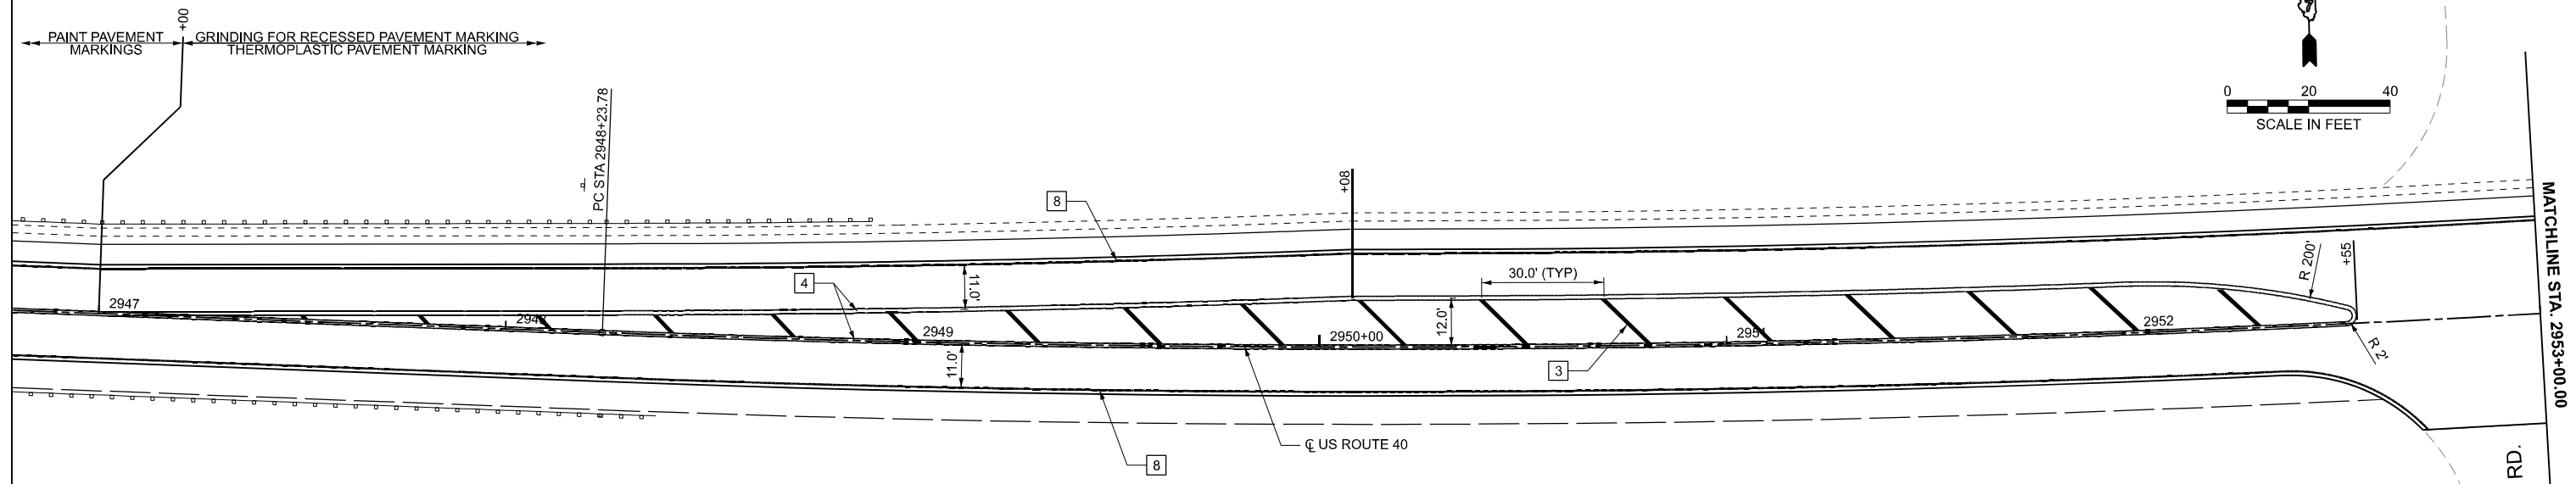 +00
PAINT PAVEMENT
MARKINGS
GRINDING FOR RECESSED PAVEMENT MARKING
THERMOPLASTIC PAVEMENT MARKING
PC STA 2948+23.78
0 20 40
SCALE IN FEET
8
+08
4
11.0'
30.0' (TYP)
R 200'
+55
2947
2949
12.0'
2950+00
2951
2952
11.0'
3
R 2'
℄ US ROUTE 40
8
RD.
MATCHLINE STA. 2953+00.00